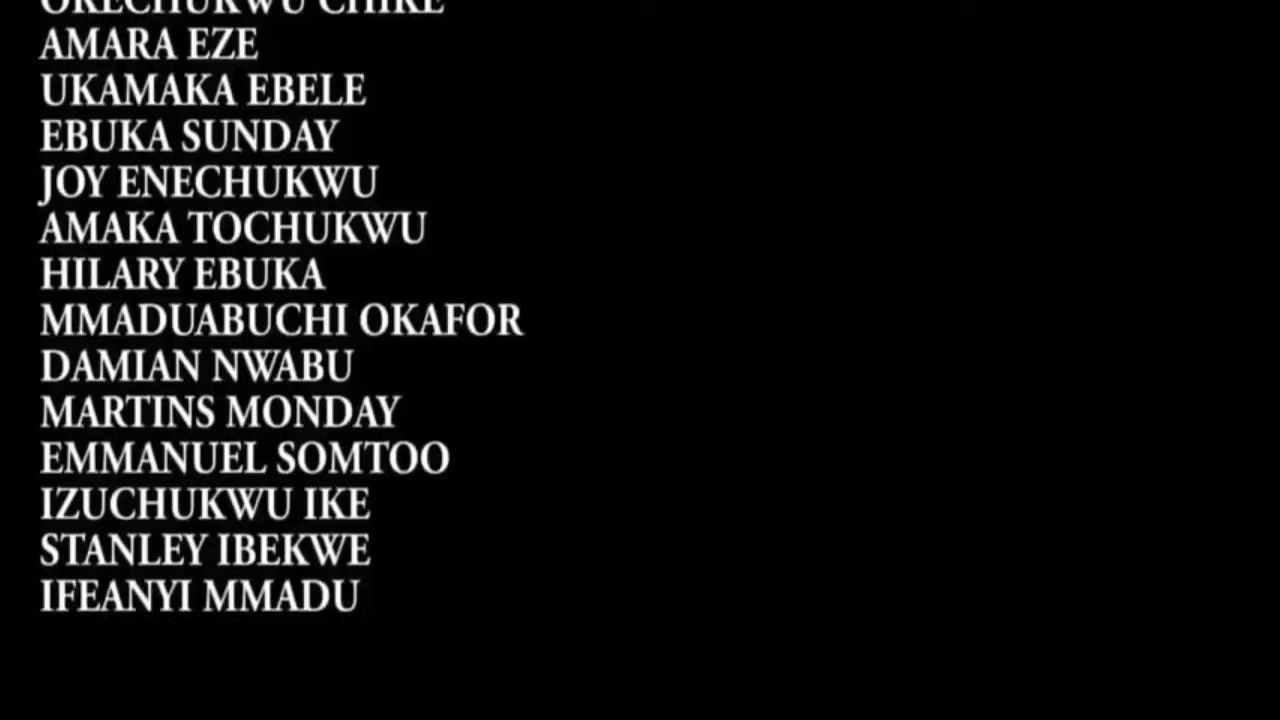 CHIKE
AMARA EZE
UKAMAKA EBELE
EBUKA SUNDAY
JOY ENECHUKWU
AMAKA TOCHUKWU
HILARY EBUKA
MMADUABUCHI OKAFOR
DAMIAN NWABU
MARTINS MONDAY
EMMANUEL SOMTOO
IZUCHUKWU IKE
STANLEY IBEKWE
IFEANYI MMADU